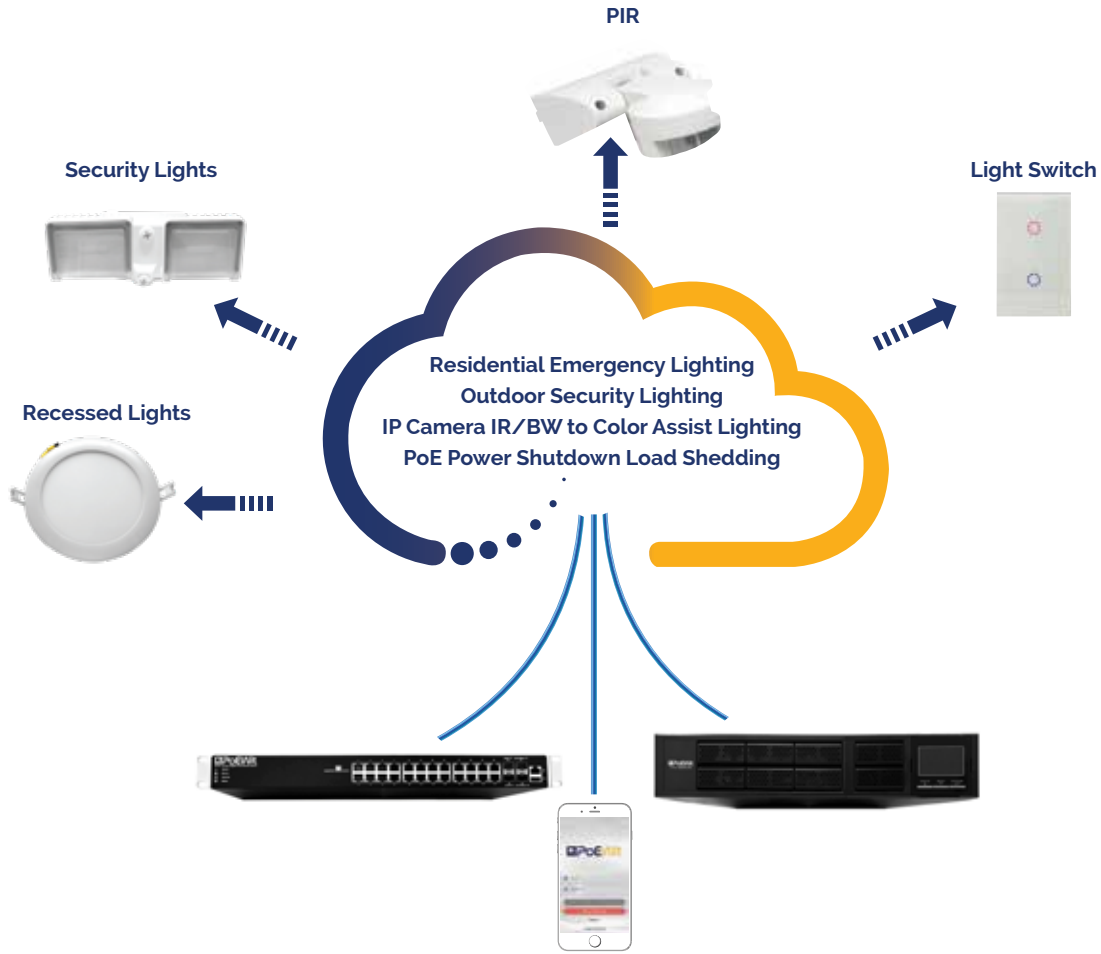 PIR
Security Lights
Light Switch
Recessed Lights
Residential Emergency Lighting
Outdoor Security Lighting
IP Camera IR/BW to Color Assist Lighting
PoE Power Shutdown Load Shedding